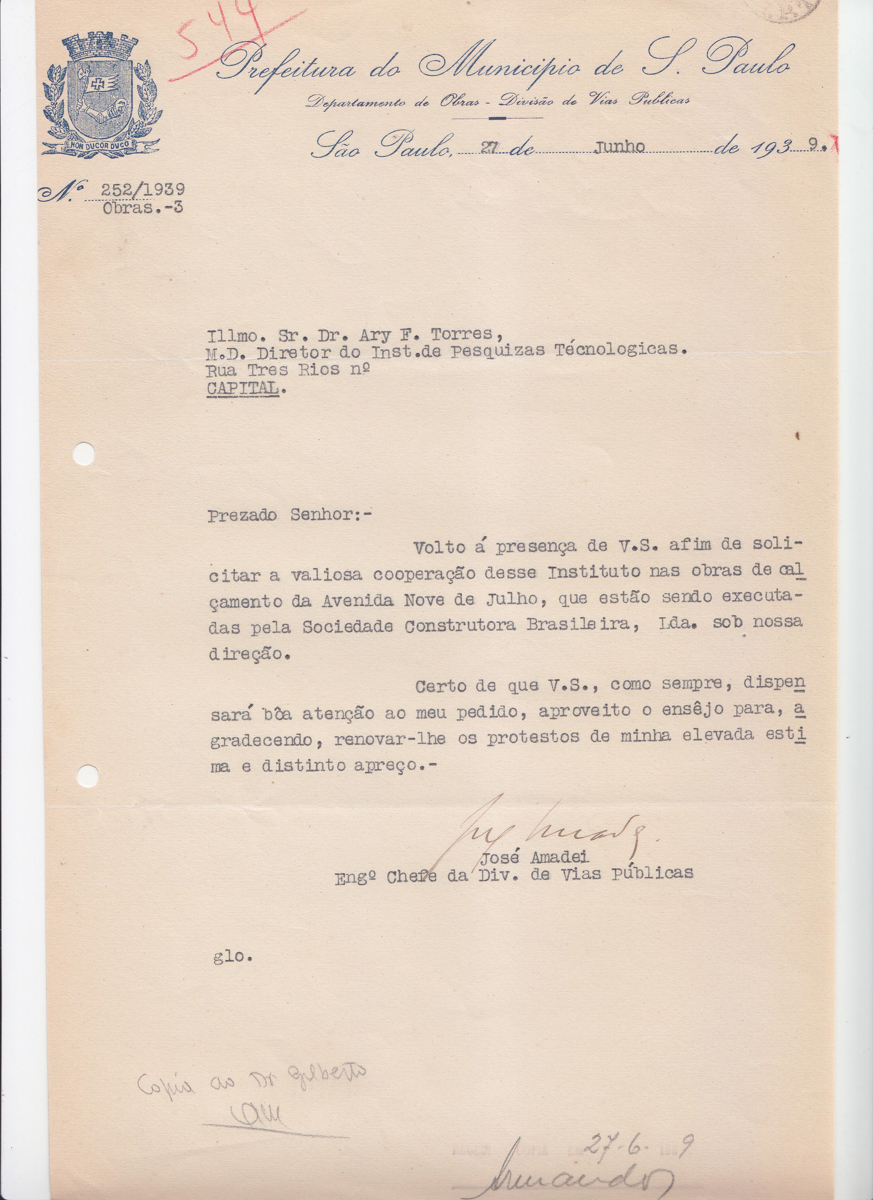 544
Prefeitura do Municipio de S. Paulo
Departamento de Obras - Divisão de Vias Publicas
NON DUCOR DUCO
São Paulo, 27 de Junho de 1939.
N.º 252/1939
Obras.-3
Illmo. Sr. Dr. Ary F. Torres,
M.D. Diretor do Inst.de Pesquizas Técnologicas.
Rua Tres Rios nº
CAPITAL.
Prezado Senhor:-
Volto á presença de V.S. afim de soli-
citar a valiosa cooperação desse Instituto nas obras de cal
çamento da Avenida Nove de Julho, que estão sendo executa-
das pela Sociedade Construtora Brasileira, Lda. sob nossa
direção.
Certo de que V.S., como sempre, dispen
sará bôa atenção ao meu pedido, aproveito o ensêjo para, a
gradecendo, renovar-lhe os protestos de minha elevada esti
ma e distinto apreço.-
José Amadei
Engº Chefe da Div. de Vias Públicas
glo.
Copia ao Dr Gilberto
27-6- 9